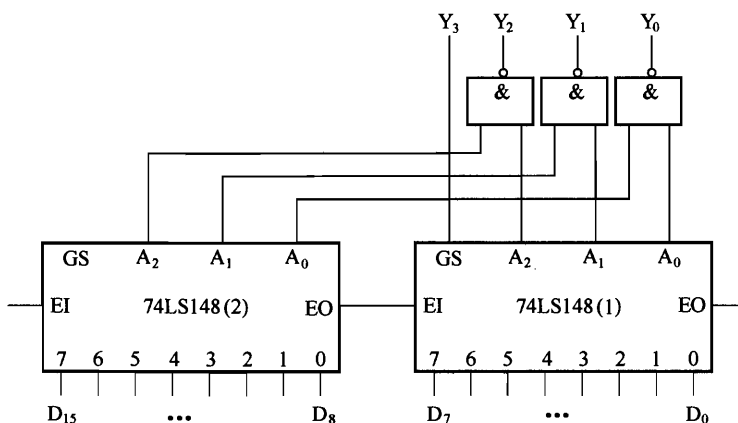 Y₃ Y₂ Y₁ Y₀
& & &
GS A₂ A₁ A₀ GS A₂ A₁ A₀
EI 74LS148(2) EO EI 74LS148(1) EO
7 6 5 4 3 2 1 0 7 6 5 4 3 2 1 0
D₁₅ ••• D₈ D₇ ••• D₀